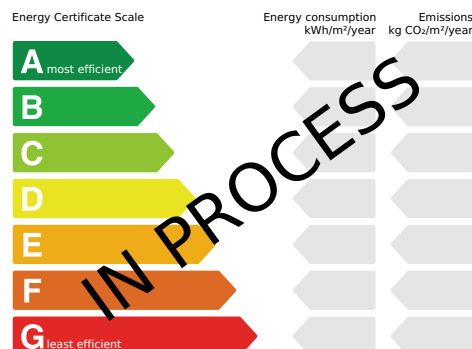 Energy Certificate Scale
Energy consumption
kWh/m²/year
Emissions
kg CO₂/m²/year
A most efficient
B
C
D
E
F
G least efficient
IN PROCESS